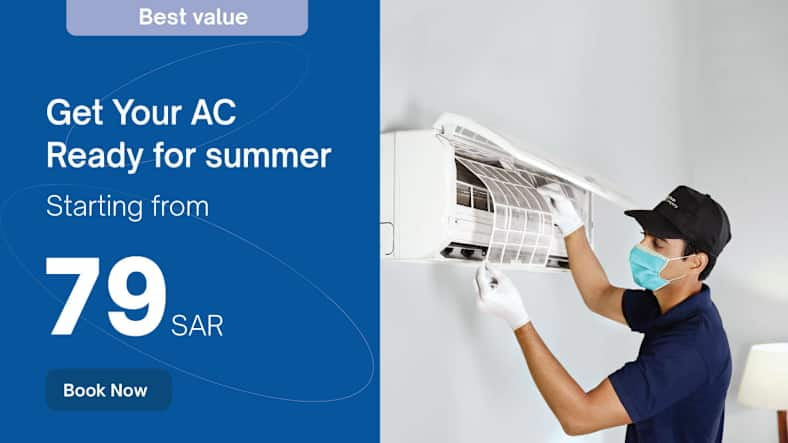 Best value
Get Your AC
Ready for summer
Starting from
79 SAR
Book Now